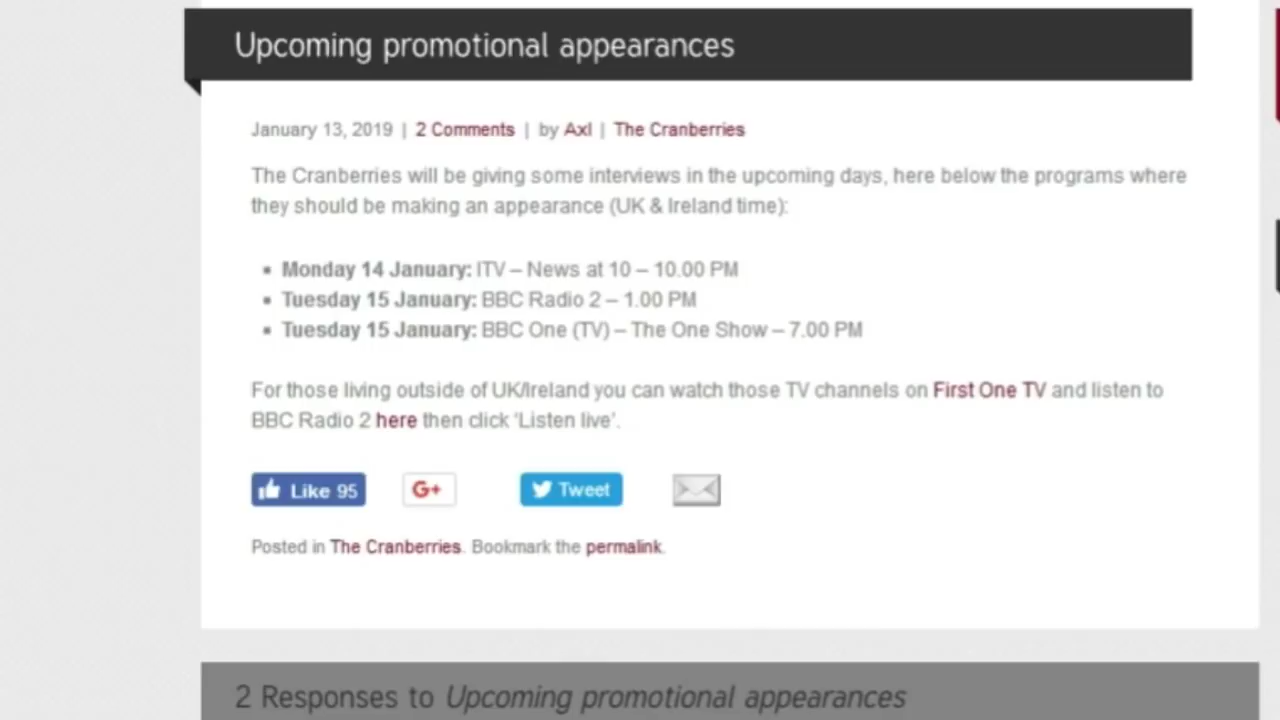 Upcoming promotional appearances
January 13, 2019 | 2 Comments | by Axl | The Cranberries
The Cranberries will be giving some interviews in the upcoming days, here below the programs where
they should be making an appearance (UK & Ireland time):
▪ Monday 14 January: ITV – News at 10 – 10.00 PM
▪ Tuesday 15 January: BBC Radio 2 – 1.00 PM
▪ Tuesday 15 January: BBC One (TV) – The One Show – 7.00 PM
For those living outside of UK/Ireland you can watch those TV channels on First One TV and listen to
BBC Radio 2 here then click 'Listen live'.
Like 95 G+ Tweet
Posted in The Cranberries. Bookmark the permalink.
2 Responses to Upcoming promotional appearances